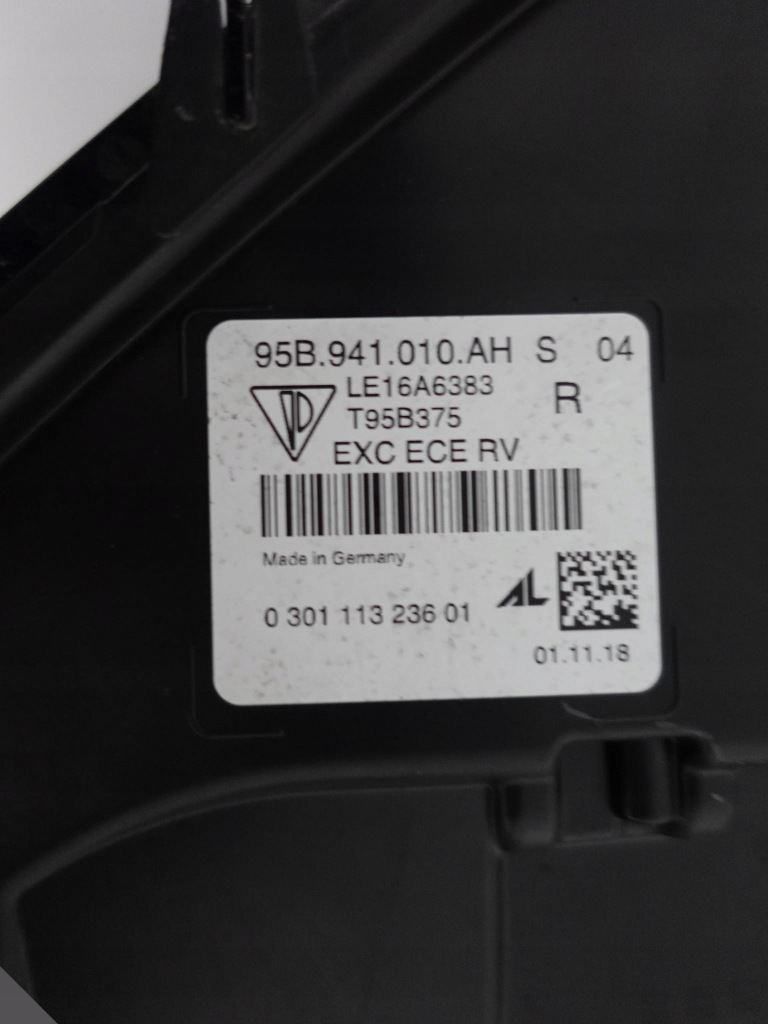 95B.941.010.AH S 04
LE16A6383 R
T95B375
EXC ECE RV
Made in Germany
0 301 113 236 01
AL
01.11.18